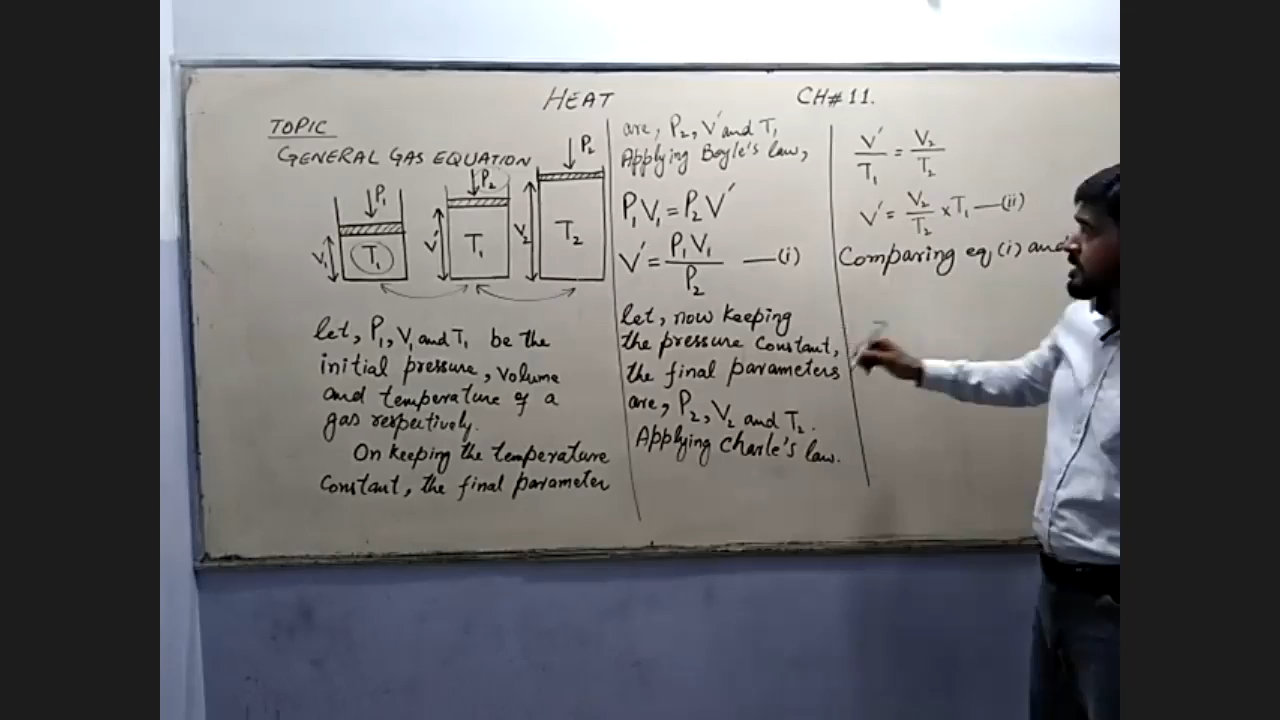 HEAT
CH# 11.
TOPIC
GENERAL GAS EQUATION
P₁
V₁
T₁
P₂
V'
T₁
P₂
V₂
T₂
let, P₁, V₁ and T₁ be the
initial pressure, volume
and temperature of a
gas respectively.
On keeping the temperature
Constant, the final parameter
are, P₂, V' and T₁
Applying Boyle's law,
P₁V₁ = P₂V'
V' = P₁V₁/P₂ —(i)
let, now keeping
the pressure Constant,
the final parameters
are, P₂, V₂ and T₂.
Applying Charle's law.
V'/T₁ = V₂/T₂
V' = V₂/T₂ × T₁ —(ii)
Comparing eq (i) and